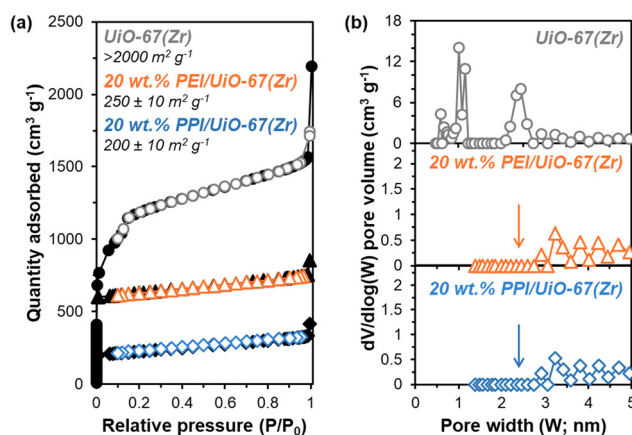 (a)
UiO-67(Zr)
>2000 m² g⁻¹
20 wt.% PEI/UiO-67(Zr)
250 ± 10 m² g⁻¹
20 wt.% PPI/UiO-67(Zr)
200 ± 10 m² g⁻¹
Quantity adsorbed (cm³ g⁻¹)
2500
2000
1500
1000
500
0
0 0.2 0.4 0.6 0.8 1
Relative pressure (P/P₀)
(b)
UiO-67(Zr)
18
12
6
0
20 wt.% PEI/UiO-67(Zr)
2
1.5
1
0.5
0
20 wt.% PPI/UiO-67(Zr)
2
1.5
1
0.5
0
dV/dlog(W) pore volume (cm³ g⁻¹)
0 1 2 3 4 5
Pore width (W; nm)